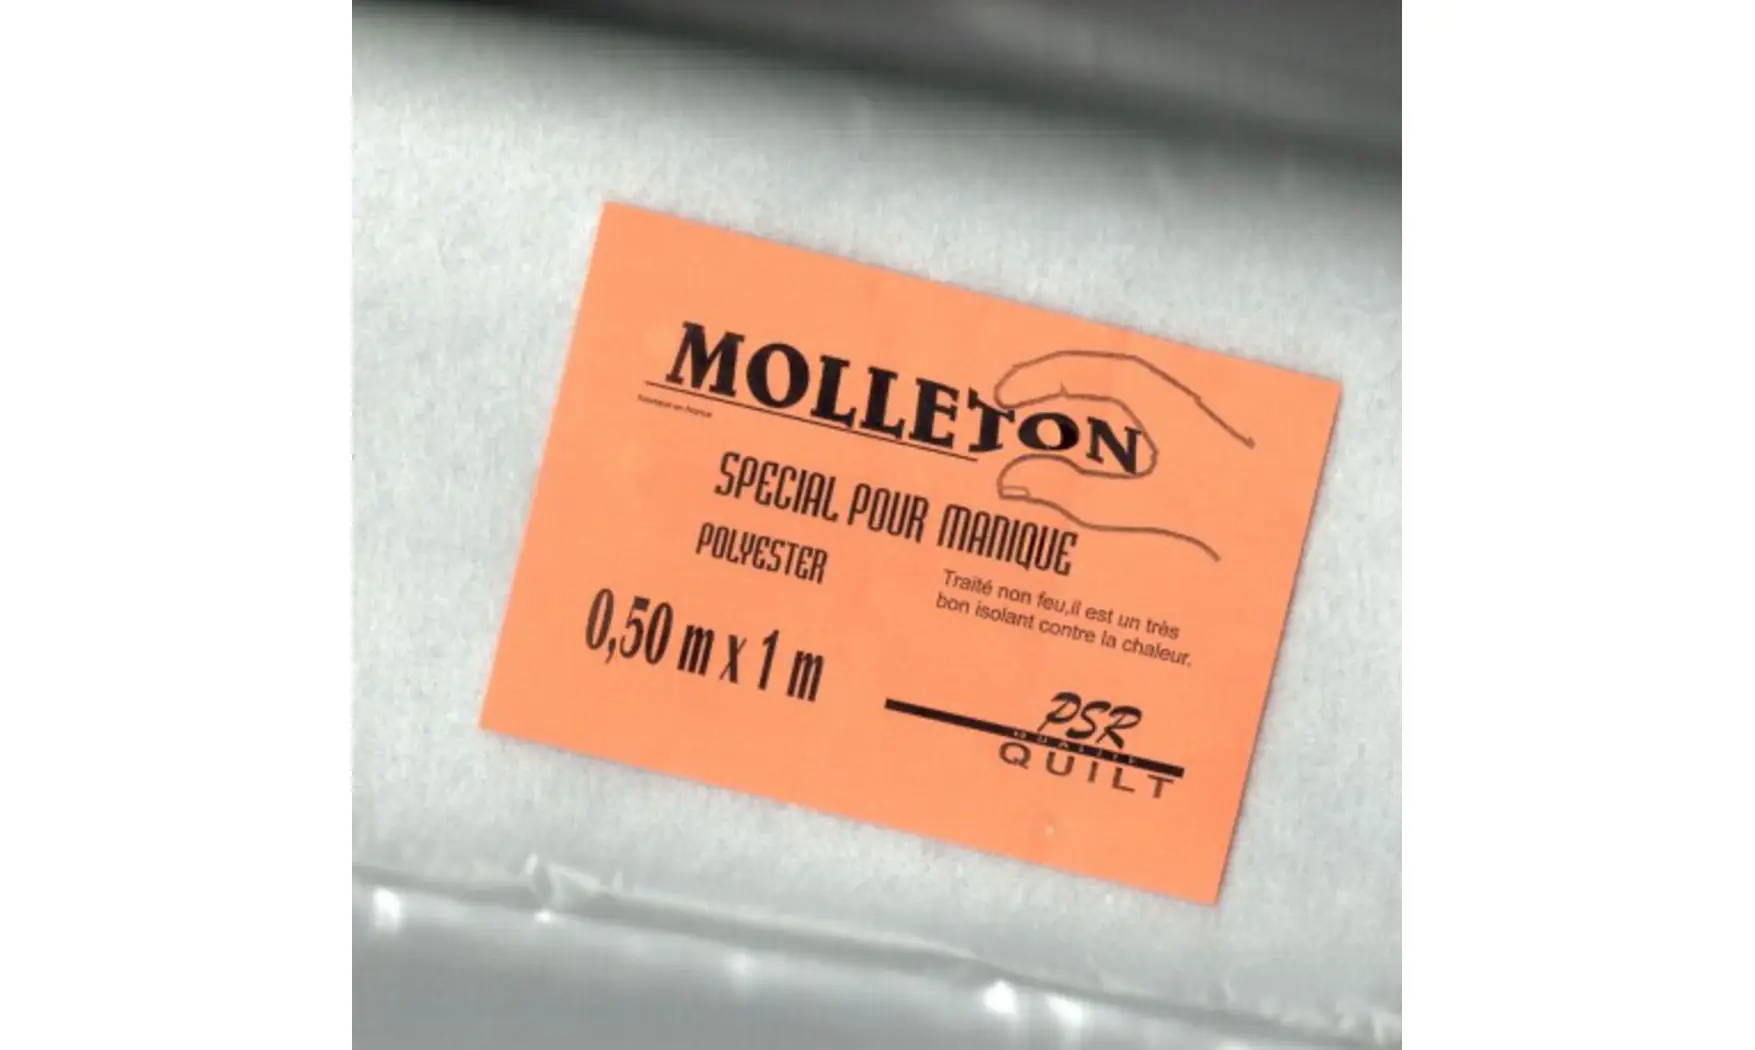 MOLLETON
SPECIAL POUR MANIQUE
POLYESTER
Traité non feu,il est un très
bon isolant contre la chaleur.
0,50 m x 1 m
PSR
QUILT